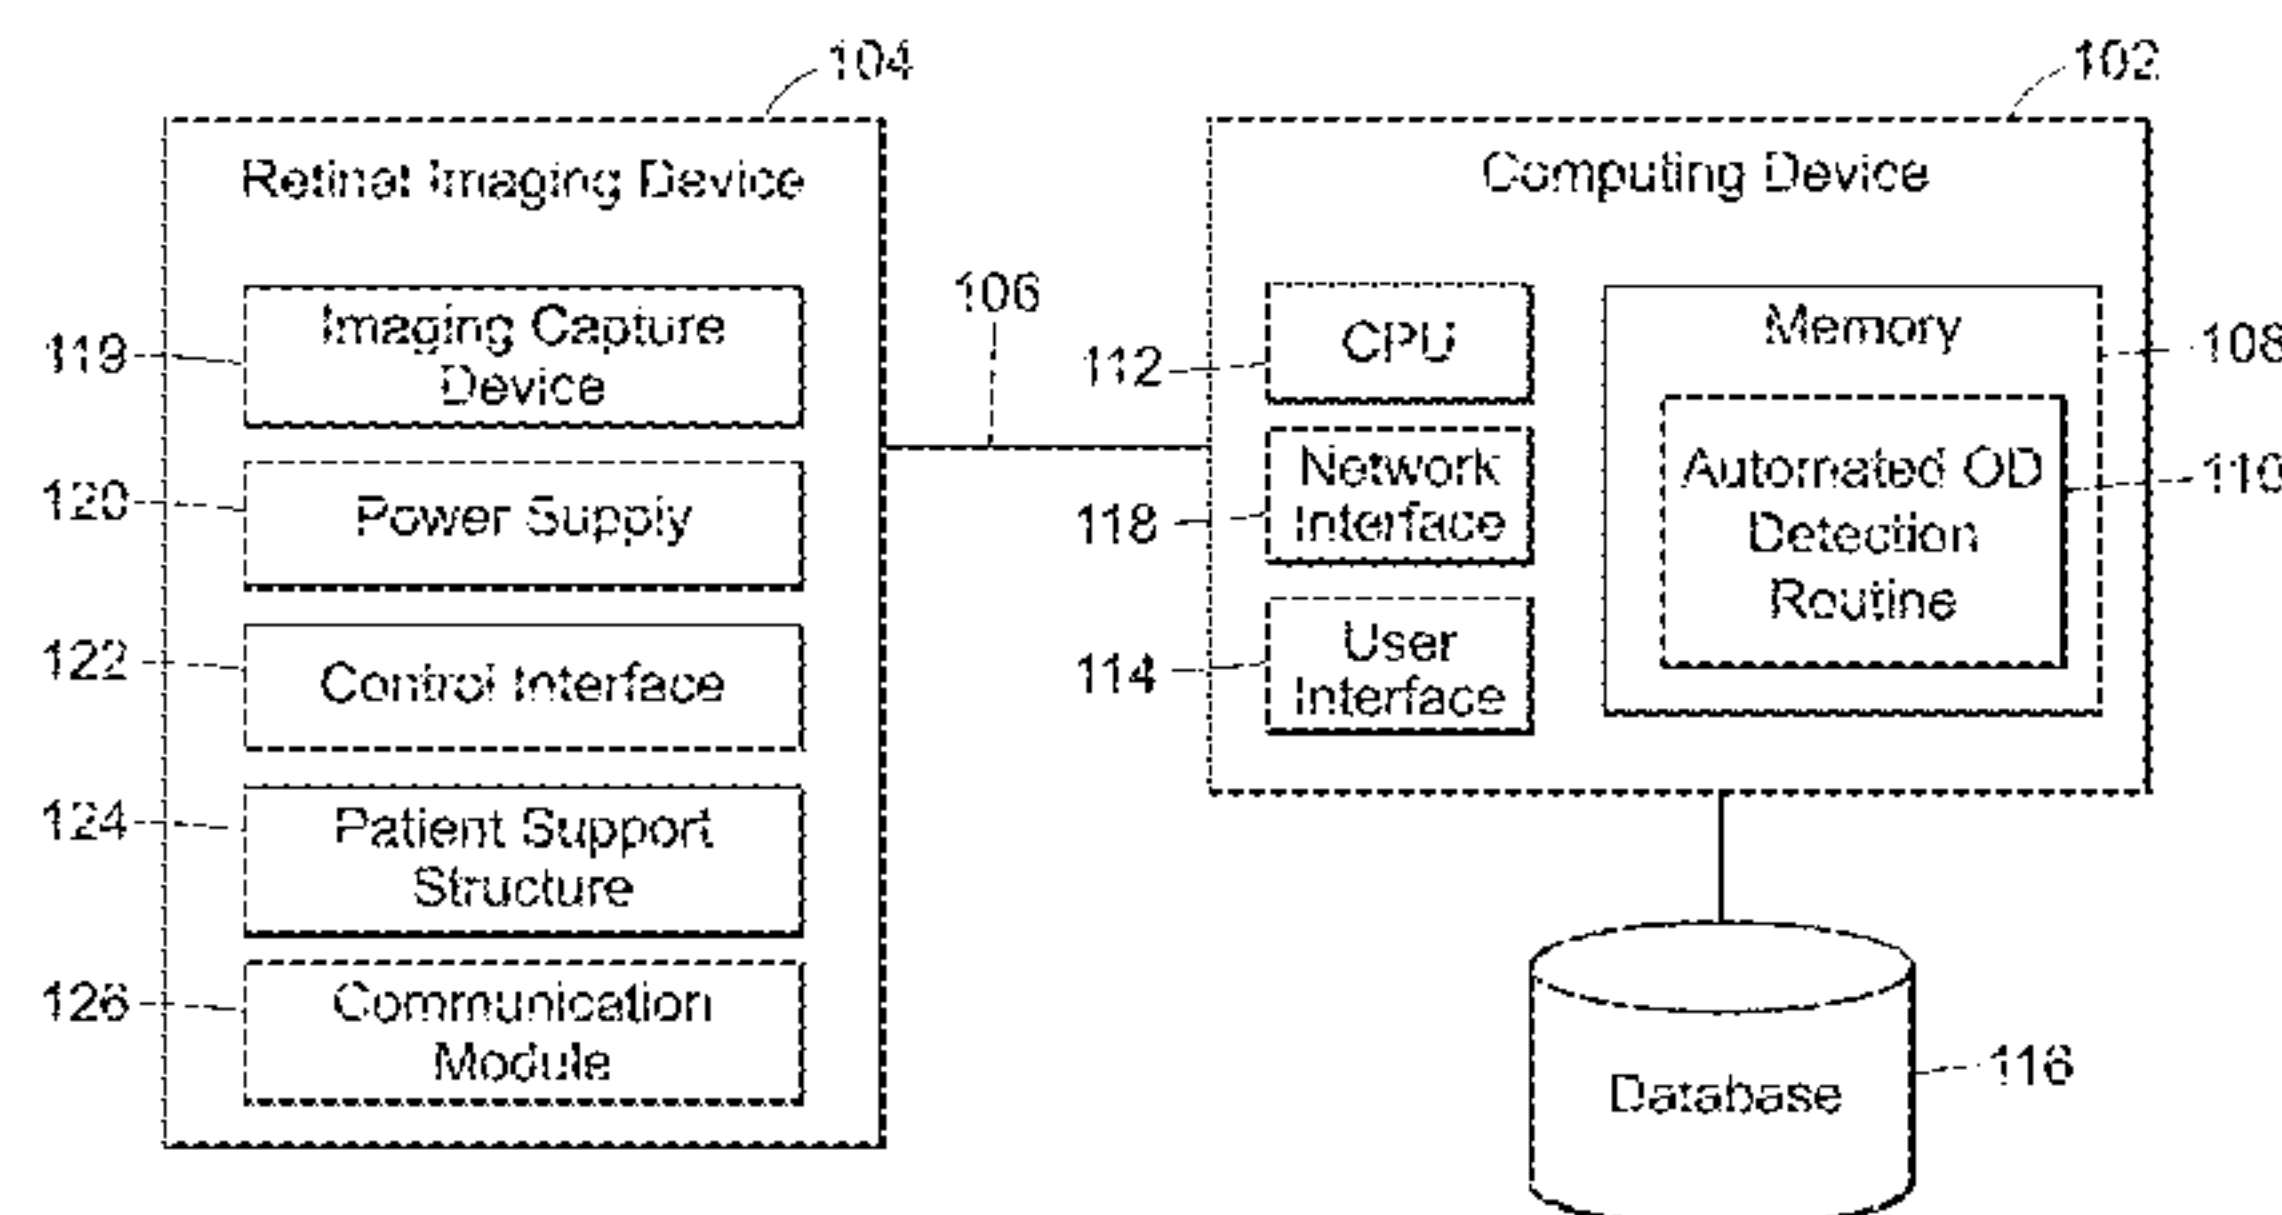 104
102
Retinal Imaging Device
Computing Device
106
Imaging Capture
Device
119
CPU
112
Memory
108
Network
Interface
118
Automated OD
Detection
Routine
110
Power Supply
120
User
Interface
114
Control Interface
122
Patient Support
Structure
124
Communication
Module
126
Database
116